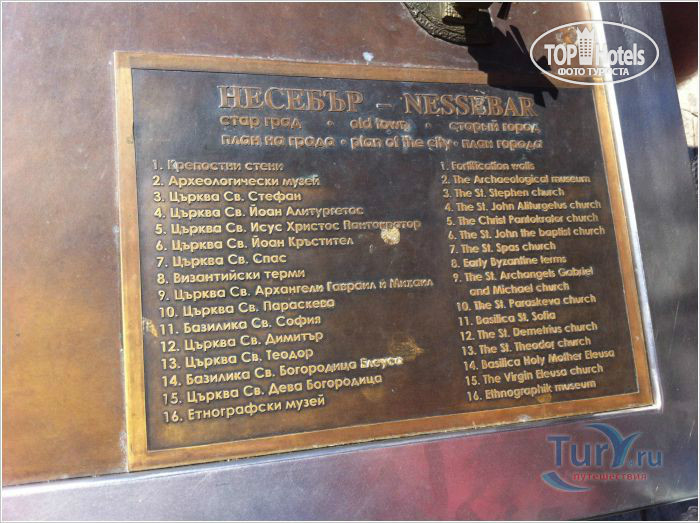 TOP Hotels
ФОТО ТУРИСТА
НЕСЕБЪР – NESSEBAR
стар град • old town • старый город
план на града • plan of the city • план города
1. Крепостни стени
2. Археологически музей
3. Църква Св. Стефан
4. Църква Св. Йоан Алитургетос
5. Църква Св. Исус Христос Пантократор
6. Църква Св. Йоан Кръстител
7. Църква Св. Спас
8. Византийски терми
9. Църква Св. Архангели Гавраил и Михаил
10. Църква Св. Параскева
11. Базилика Св. София
12. Църква Св. Димитър
13. Църква Св. Теодор
14. Базилика Св. Богородица Елеуса
15. Църква Св. Дева Богородица
16. Етнографски музей
1. Fortification walls
2. The Archaeological museum
3. The St. Stephen church
4. The St. John Aliturgetus church
5. The Christ Pantokrator church
6. The St. John the baptist church
7. The St. Spas church
8. Early Byzantine terms
9. The St. Archangels Gabriel
and Michael church
10. The St. Paraskeva church
11. Basilica St. Sofia
12. The St. Demetrius church
13. The St. Theodor church
14. Basilica Holy Mother Eleusa
15. The Virgin Eleusa church
16. Ethnographik museum
Tury.ru
путешествия